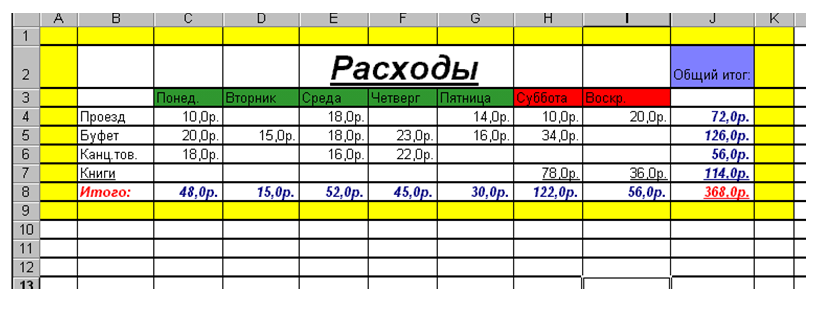 A B C D E F G H I J K
1
2 Расходы Общий итог:
3 Понед. Вторник Среда Четверг Пятница Суббота Воскр.
4 Проезд 10,0р. 18,0р. 14,0р. 10,0р. 20,0р. 72,0р.
5 Буфет 20,0р. 15,0р. 18,0р. 23,0р. 16,0р. 34,0р. 126,0р.
6 Канц.тов. 18,0р. 16,0р. 22,0р. 56,0р.
7 Книги 78,0р. 36,0р. 114,0р.
8 Итого: 48,0р. 15,0р. 52,0р. 45,0р. 30,0р. 122,0р. 56,0р. 368,0р.
9
10
11
12
13